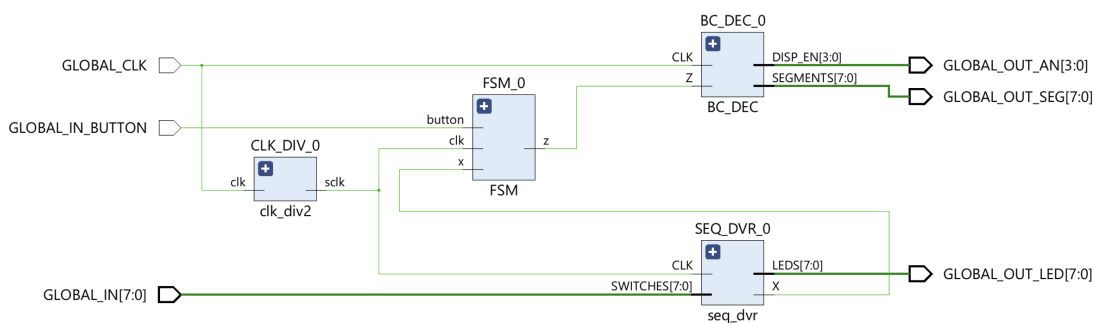 BC_DEC_0
CLK
DISP_EN[3:0]
GLOBAL_CLK
GLOBAL_OUT_AN[3:0]
Z
SEGMENTS[7:0]
FSM_0
BC_DEC
GLOBAL_OUT_SEG[7:0]
button
GLOBAL_IN_BUTTON
clk
z
CLK_DIV_0
x
clk
sclk
FSM
clk_div2
SEQ_DVR_0
CLK
LEDS[7:0]
GLOBAL_OUT_LED[7:0]
GLOBAL_IN[7:0]
SWITCHES[7:0]
X
seq_dvr